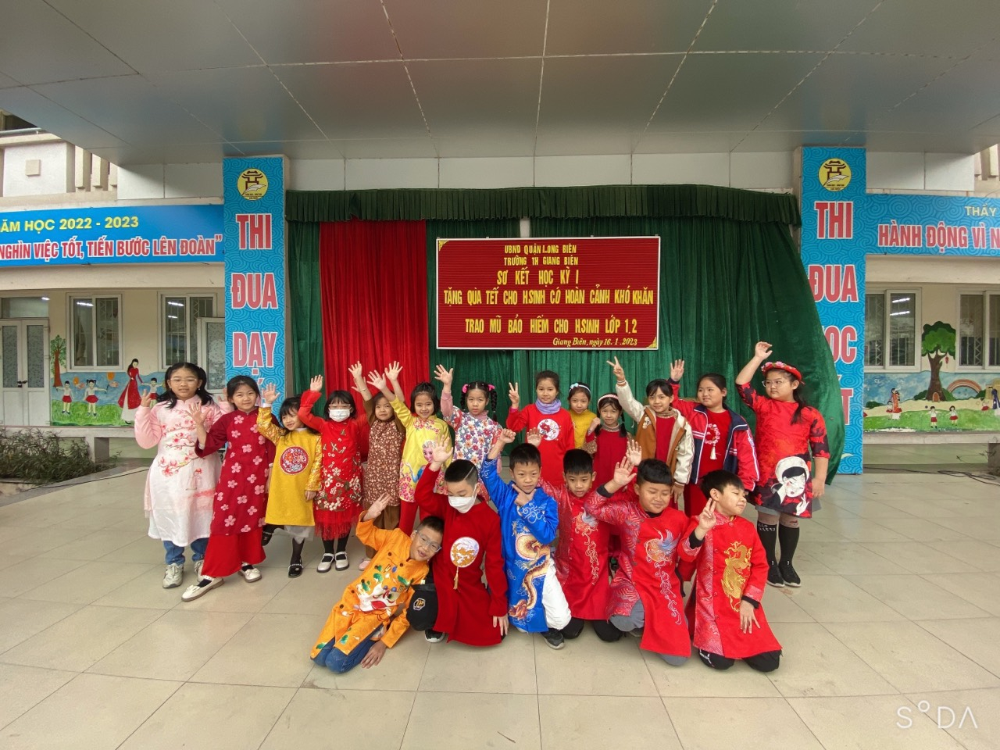 ĂM HỌC 2022 - 2023
NGHÌN VIỆC TỐT, TIẾN BƯỚC LÊN ĐOÀN"
THI
ĐUA
DẠY
UBND QUẬN LONG BIÊN
TRƯỜNG TH GIANG BIÊN
SƠ KẾT HỌC KỲ I
TẶNG QÙA TẾT CHO H.SINH CÓ HOÀN CẢNH KHÓ KHĂN
TRAO MŨ BẢO HIỂM CHO H.SINH LỚP 1,2
Giang Biên, ngày 16.1.2023
THI
ĐUA
ỌC
THẦY
HÀNH ĐỘNG VÌ N
SODA